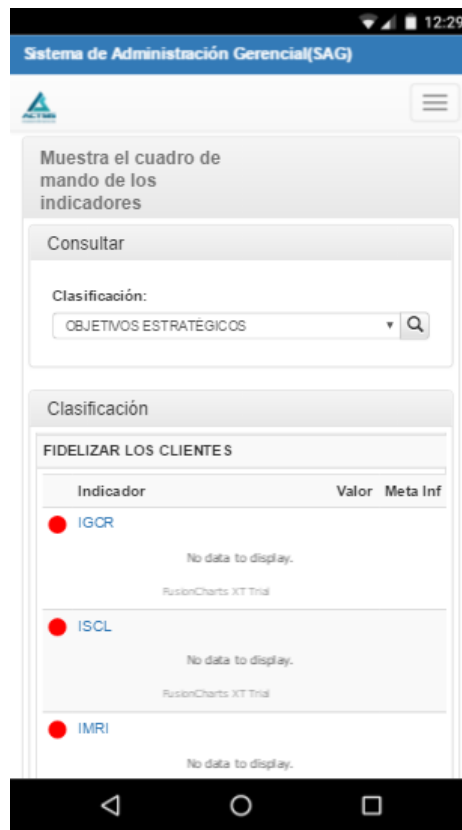 12:29
Sistema de Administración Gerencial(SAG)
ACTSIS
Muestra el cuadro de
mando de los
indicadores
Consultar
Clasificación:
OBJETIVOS ESTRATÉGICOS
Clasificación
FIDELIZAR LOS CLIENTES
Indicador Valor Meta Inf
IGCR
No data to display.
FusionCharts XT Trial
ISCL
No data to display.
FusionCharts XT Trial
IMRI
No data to display.